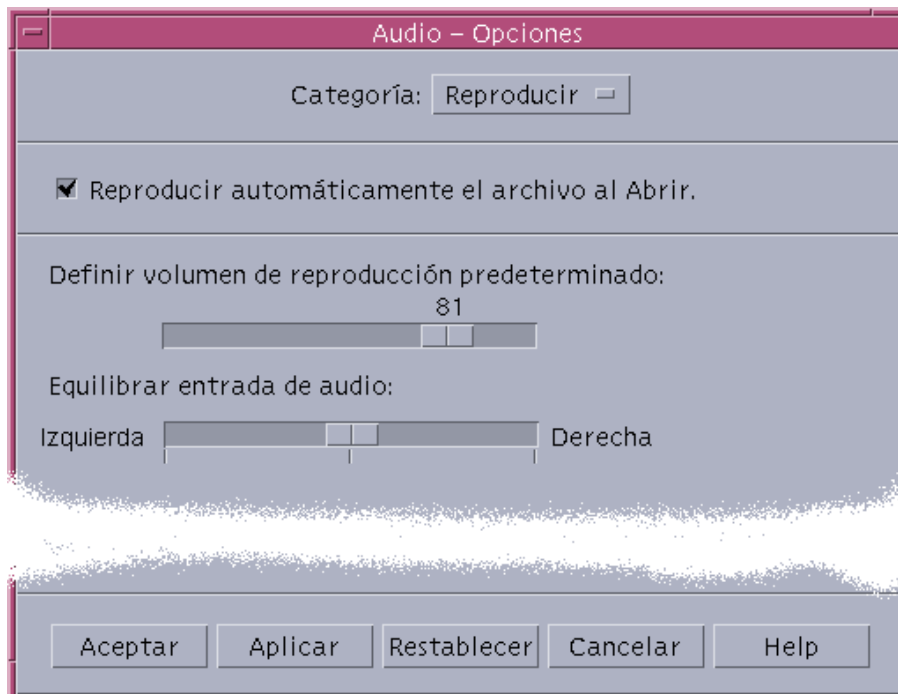 Audio – Opciones
Categoría: Reproducir
Reproducir automáticamente el archivo al Abrir.
Definir volumen de reproducción predeterminado:
81
Equilibrar entrada de audio:
Izquierda Derecha
Aceptar Aplicar Restablecer Cancelar Help